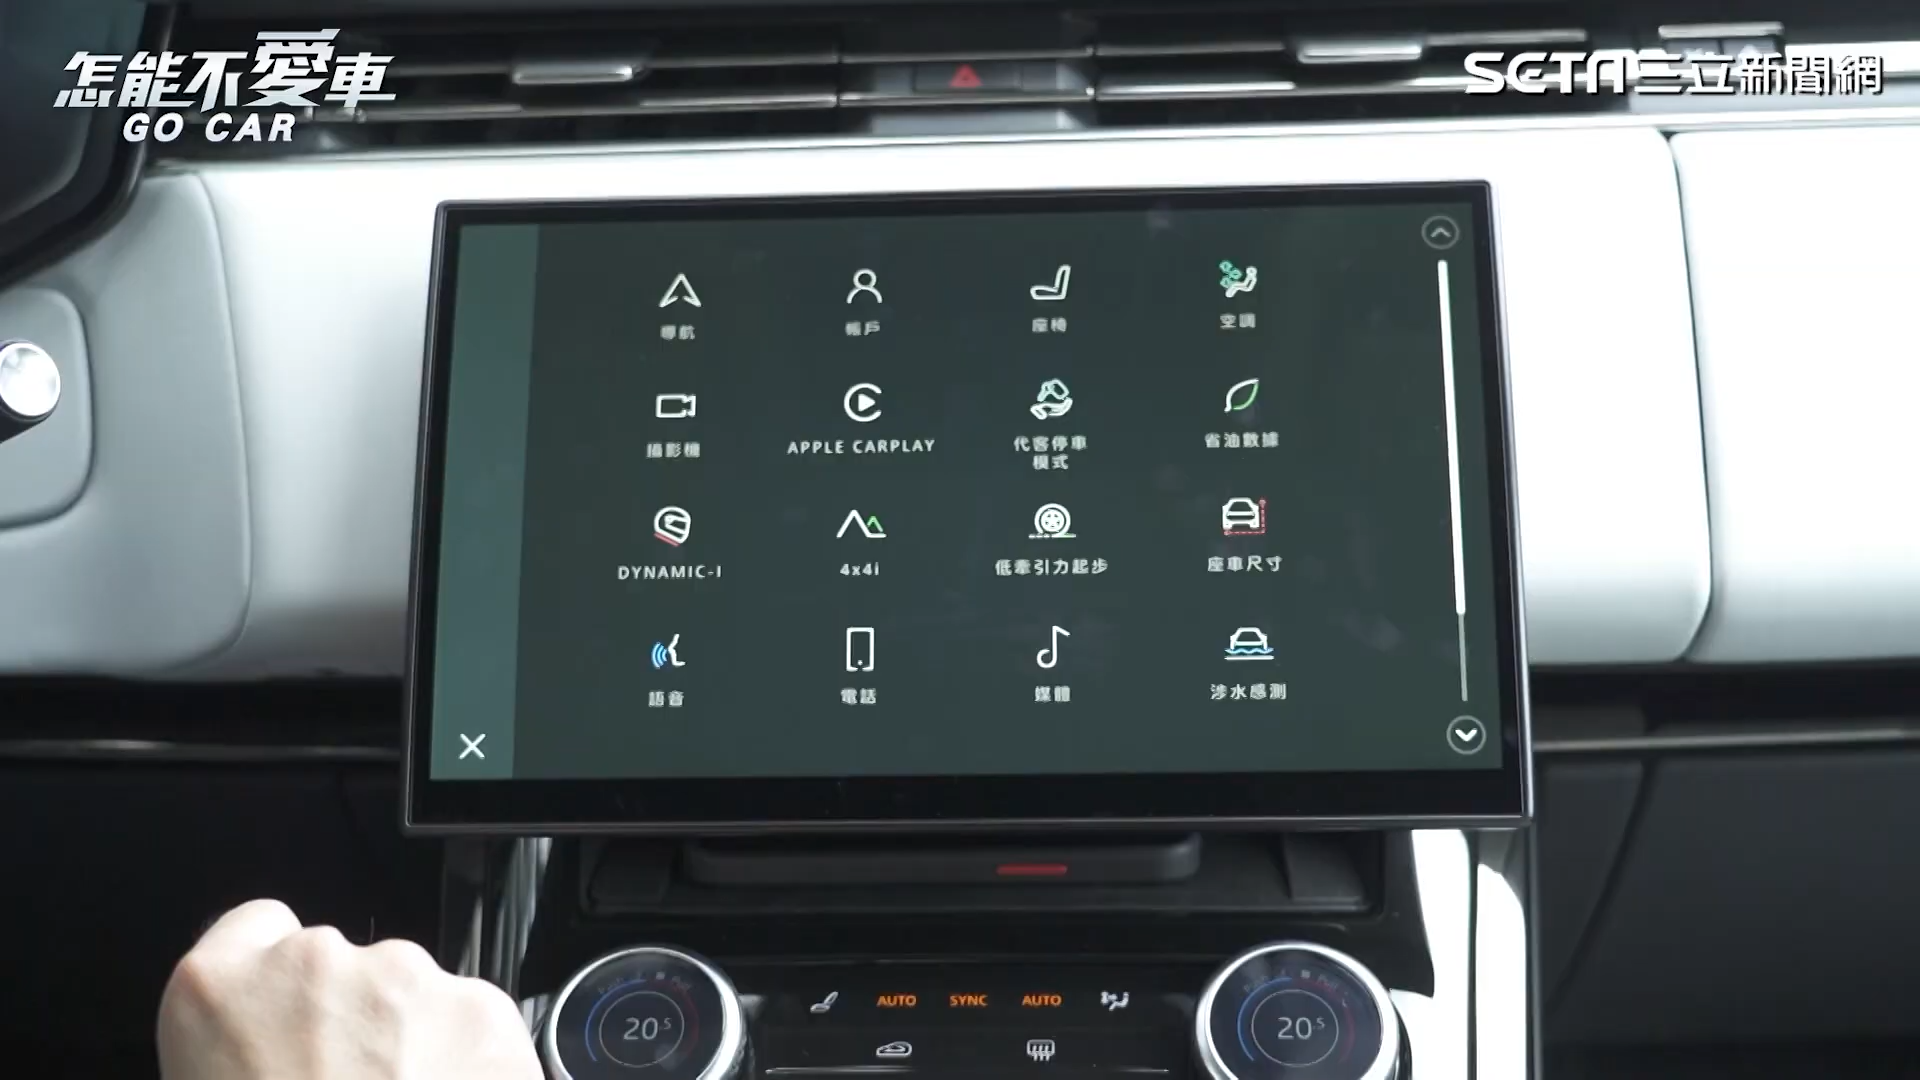 怎能不愛車
GO CAR
SETN三立新聞網
導航
帳戶
座椅
空調
攝影機
APPLE CARPLAY
代客停車
模式
省油數據
DYNAMIC-I
4x4i
低牽引力起步
座車尺寸
語音
電話
媒體
涉水感測
20.5
AUTO
SYNC
AUTO
20.5